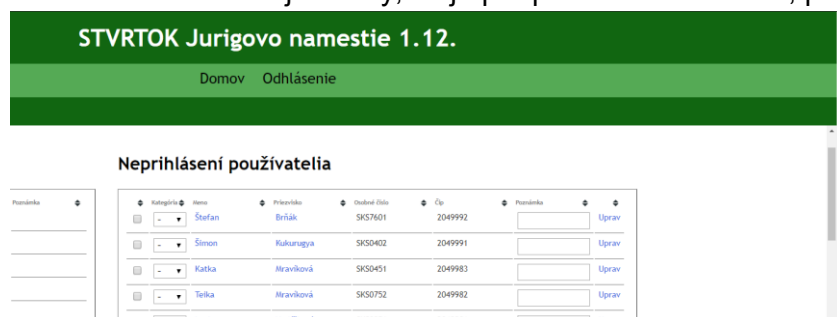 STVRTOK Jurigovo namestie 1.12.
Domov Odhlásenie
Neprihlásení používatelia
Poznámka
Kategória Meno Priezvisko Osobné číslo Čip Poznámka
- Štefan Brňák SKS7601 2049992 Uprav
- Šimon Kukurugya SKS0402 2049991 Uprav
- Katka Mravíková SKS0451 2049983 Uprav
- Terka Mravíková SKS0752 2049982 Uprav